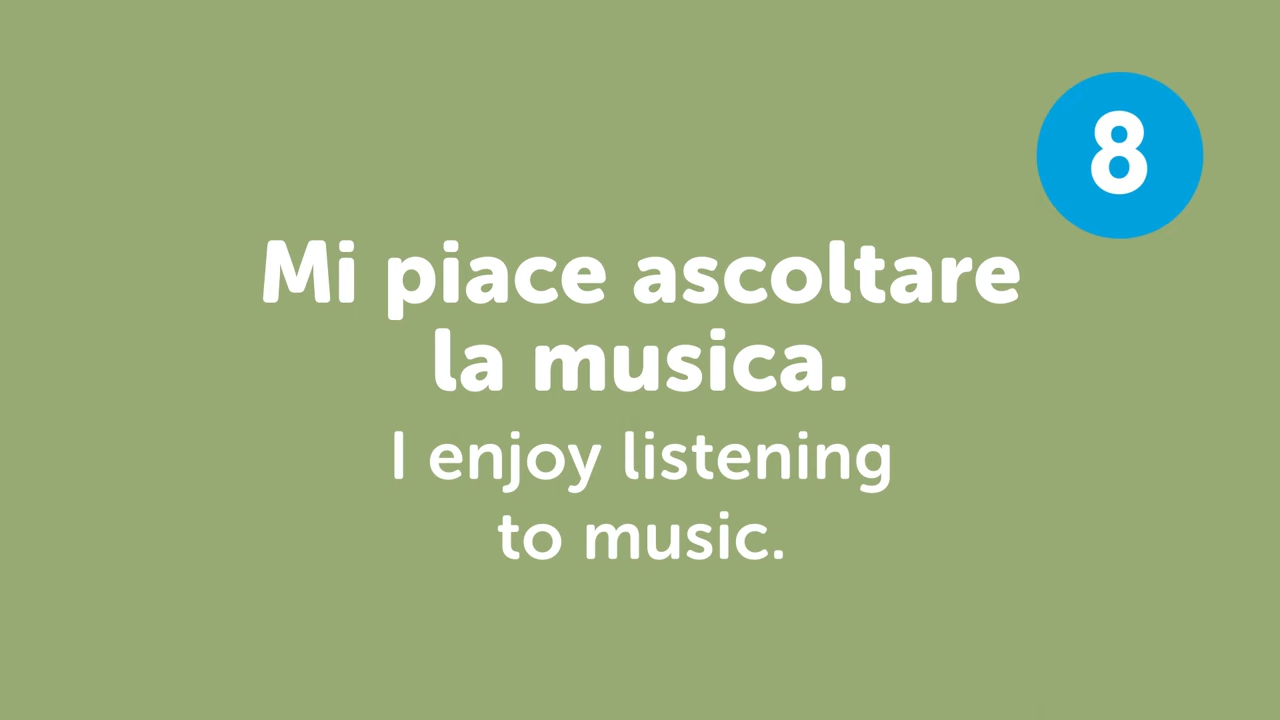 8
Mi piace ascoltare
la musica.
I enjoy listening
to music.